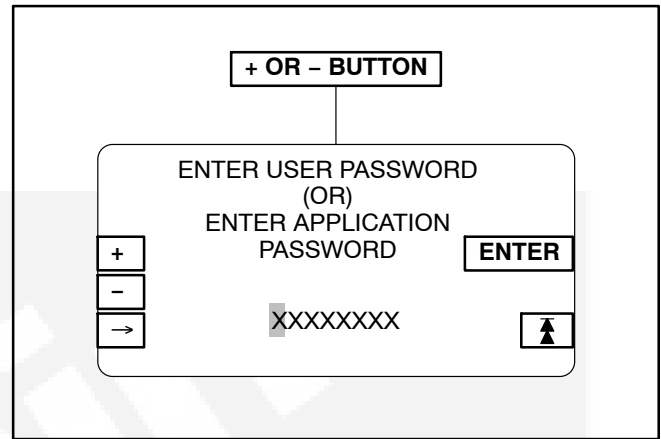 + OR – BUTTON
ENTER USER PASSWORD
(OR)
ENTER APPLICATION
PASSWORD
+
ENTER
–
→
XXXXXXXX